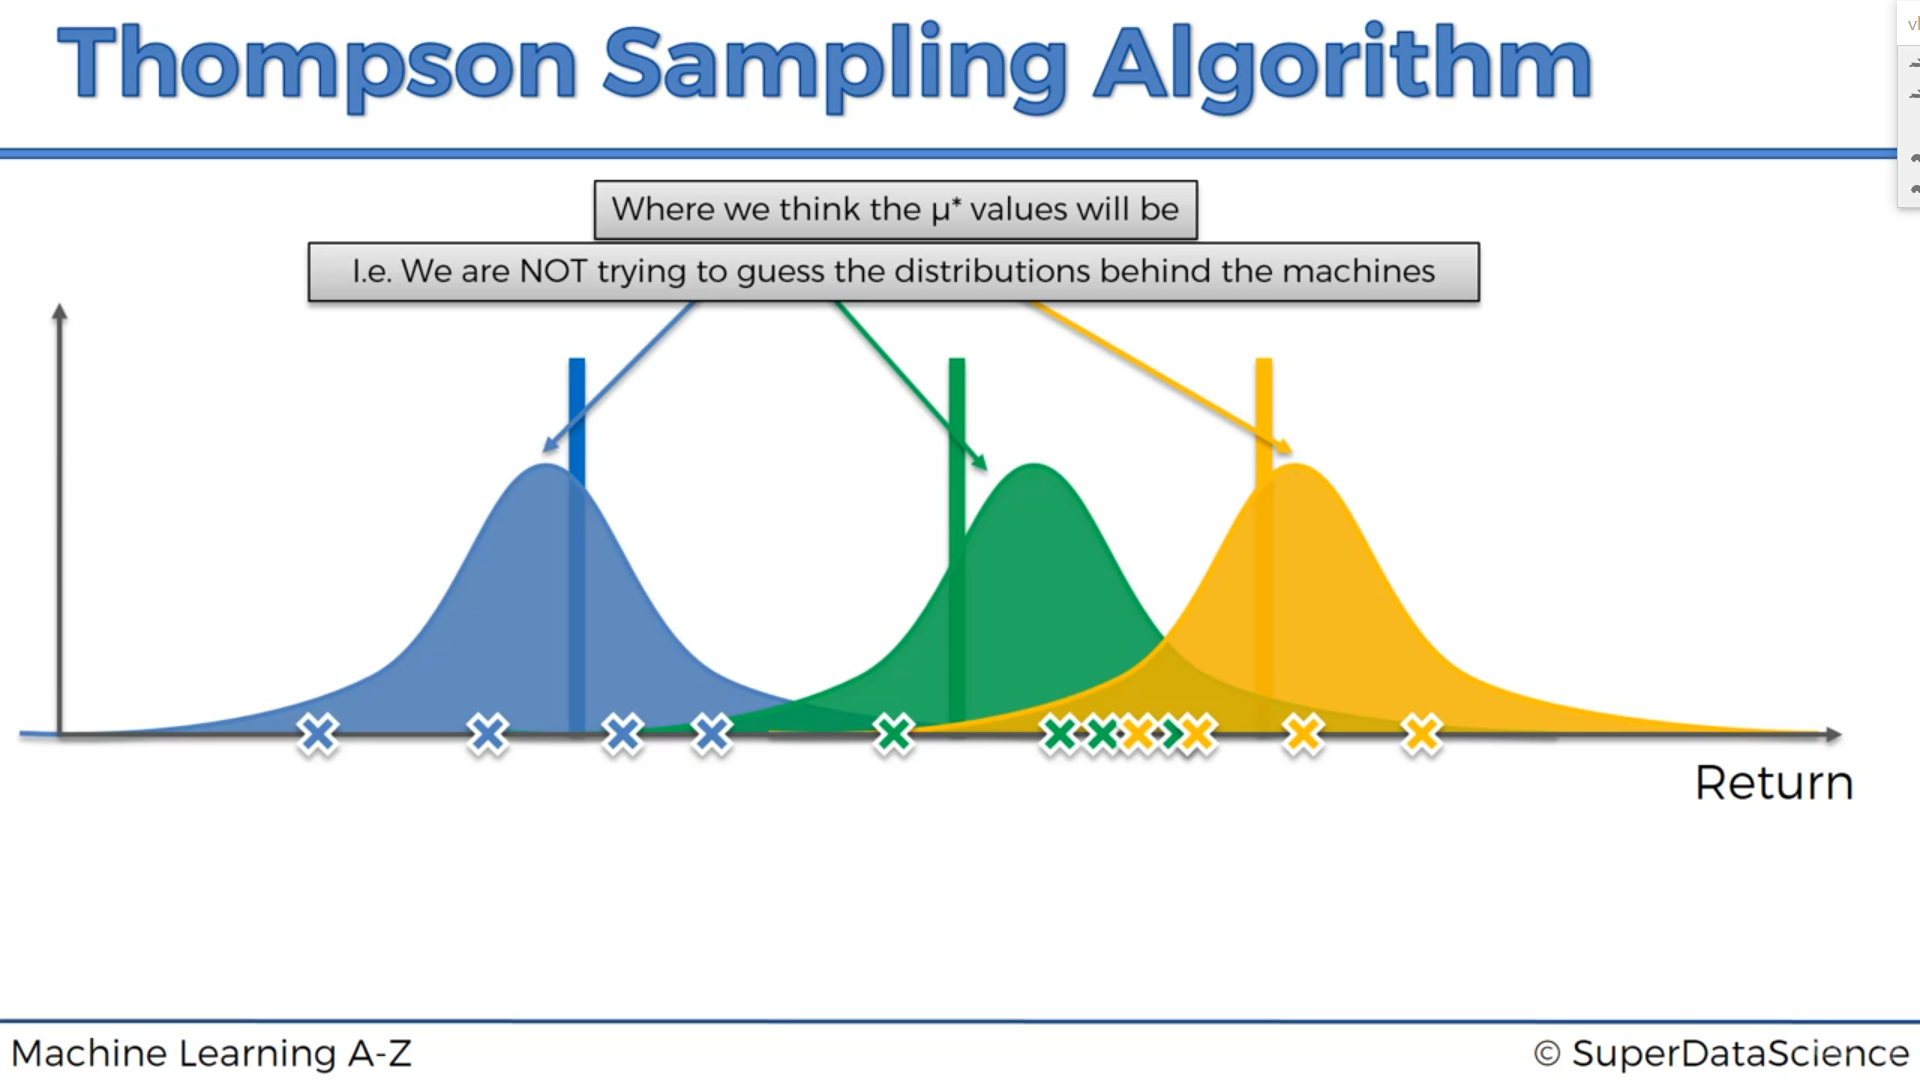 Thompson Sampling Algorithm
Where we think the μ* values will be
I.e. We are NOT trying to guess the distributions behind the machines
Return
Machine Learning A-Z
© SuperDataScience